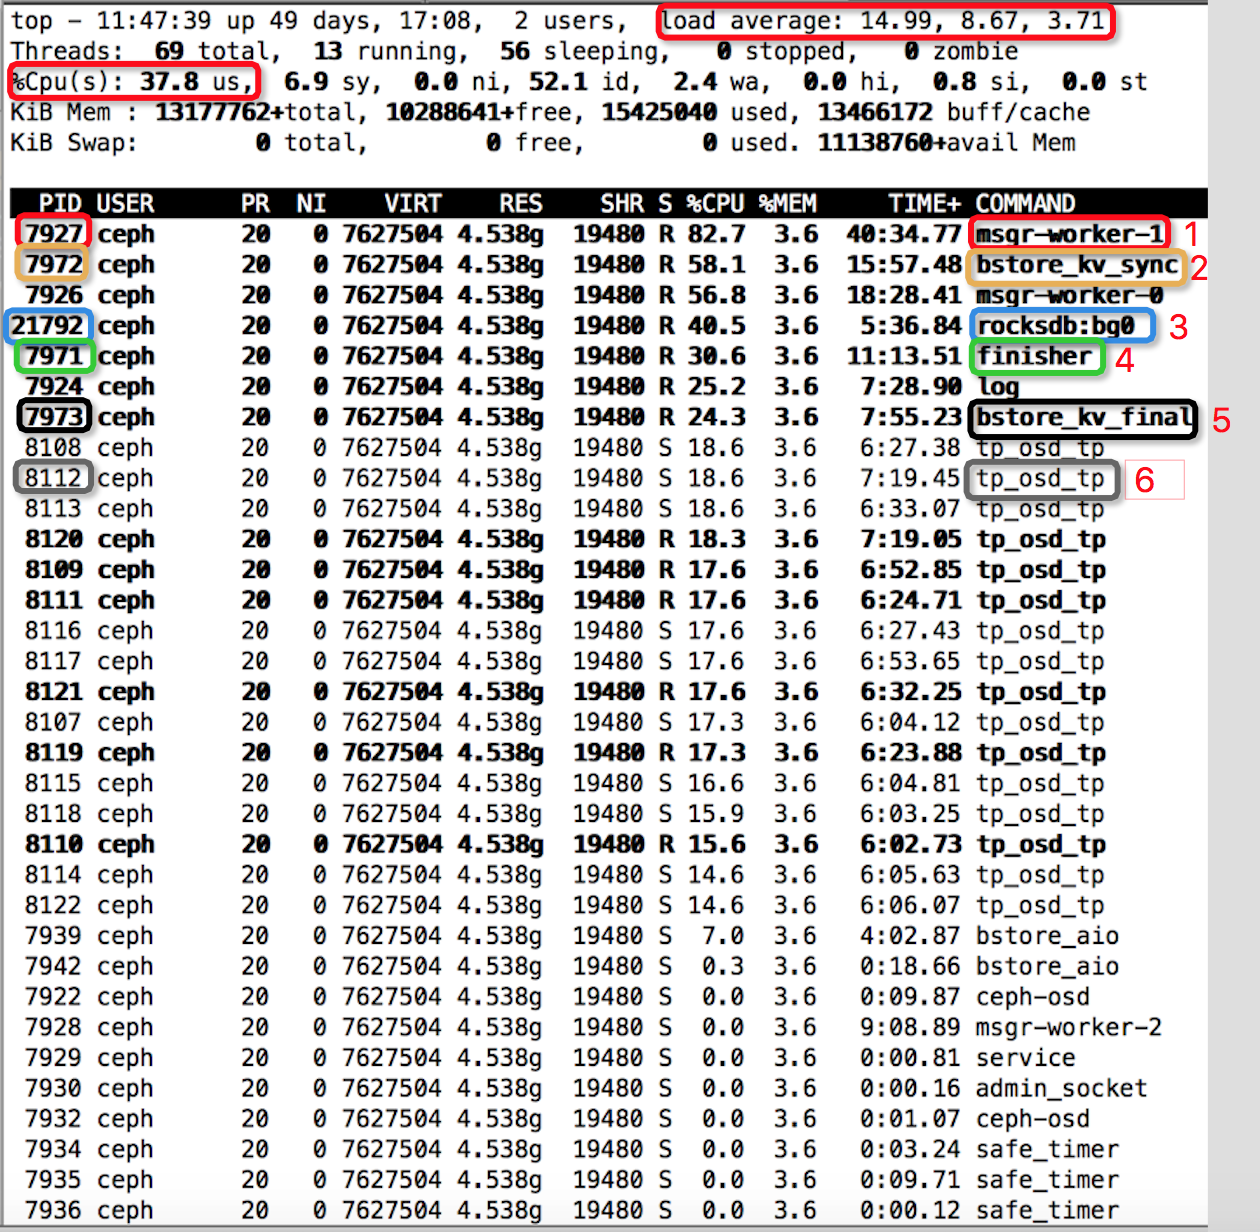 top - 11:47:39 up 49 days, 17:08,  2 users,  load average: 14.99, 8.67, 3.71
Threads:  69 total,  13 running,  56 sleeping,   0 stopped,   0 zombie
%Cpu(s): 37.8 us,  6.9 sy,  0.0 ni, 52.1 id,  2.4 wa,  0.0 hi,  0.8 si,  0.0 st
KiB Mem : 13177762+total, 10288641+free, 15425040 used, 13466172 buff/cache
KiB Swap:        0 total,        0 free,        0 used. 11138760+avail Mem
PID USER PR NI VIRT RES SHR S %CPU %MEM TIME+ COMMAND
7927 ceph 20 0 7627504 4.538g 19480 R 82.7 3.6 40:34.77 msgr-worker-1 1
7972 ceph 20 0 7627504 4.538g 19480 R 58.1 3.6 15:57.48 bstore_kv_sync 2
7926 ceph 20 0 7627504 4.538g 19480 R 56.8 3.6 18:28.41 msgr-worker-0
21792 ceph 20 0 7627504 4.538g 19480 R 40.5 3.6 5:36.84 rocksdb:bg0 3
7971 ceph 20 0 7627504 4.538g 19480 R 30.6 3.6 11:13.51 finisher 4
7924 ceph 20 0 7627504 4.538g 19480 R 25.2 3.6 7:28.90 log
7973 ceph 20 0 7627504 4.538g 19480 R 24.3 3.6 7:55.23 bstore_kv_final 5
8108 ceph 20 0 7627504 4.538g 19480 S 18.6 3.6 6:27.38 tp_osd_tp
8112 ceph 20 0 7627504 4.538g 19480 S 18.6 3.6 7:19.45 tp_osd_tp 6
8113 ceph 20 0 7627504 4.538g 19480 S 18.6 3.6 6:33.07 tp_osd_tp
8120 ceph 20 0 7627504 4.538g 19480 R 18.3 3.6 7:19.05 tp_osd_tp
8109 ceph 20 0 7627504 4.538g 19480 R 17.6 3.6 6:52.85 tp_osd_tp
8111 ceph 20 0 7627504 4.538g 19480 R 17.6 3.6 6:24.71 tp_osd_tp
8116 ceph 20 0 7627504 4.538g 19480 S 17.6 3.6 6:27.43 tp_osd_tp
8117 ceph 20 0 7627504 4.538g 19480 S 17.6 3.6 6:53.65 tp_osd_tp
8121 ceph 20 0 7627504 4.538g 19480 R 17.6 3.6 6:32.25 tp_osd_tp
8107 ceph 20 0 7627504 4.538g 19480 S 17.3 3.6 6:04.12 tp_osd_tp
8119 ceph 20 0 7627504 4.538g 19480 R 17.3 3.6 6:23.88 tp_osd_tp
8115 ceph 20 0 7627504 4.538g 19480 S 16.6 3.6 6:04.81 tp_osd_tp
8118 ceph 20 0 7627504 4.538g 19480 S 15.9 3.6 6:03.25 tp_osd_tp
8110 ceph 20 0 7627504 4.538g 19480 R 15.6 3.6 6:02.73 tp_osd_tp
8114 ceph 20 0 7627504 4.538g 19480 S 14.6 3.6 6:05.63 tp_osd_tp
8122 ceph 20 0 7627504 4.538g 19480 S 14.6 3.6 6:06.07 tp_osd_tp
7939 ceph 20 0 7627504 4.538g 19480 S 7.0 3.6 4:02.87 bstore_aio
7942 ceph 20 0 7627504 4.538g 19480 S 0.3 3.6 0:18.66 bstore_aio
7922 ceph 20 0 7627504 4.538g 19480 S 0.0 3.6 0:09.87 ceph-osd
7928 ceph 20 0 7627504 4.538g 19480 S 0.0 3.6 9:08.89 msgr-worker-2
7929 ceph 20 0 7627504 4.538g 19480 S 0.0 3.6 0:00.81 service
7930 ceph 20 0 7627504 4.538g 19480 S 0.0 3.6 0:00.16 admin_socket
7932 ceph 20 0 7627504 4.538g 19480 S 0.0 3.6 0:01.07 ceph-osd
7934 ceph 20 0 7627504 4.538g 19480 S 0.0 3.6 0:03.24 safe_timer
7935 ceph 20 0 7627504 4.538g 19480 S 0.0 3.6 0:09.71 safe_timer
7936 ceph 20 0 7627504 4.538g 19480 S 0.0 3.6 0:00.12 safe_timer